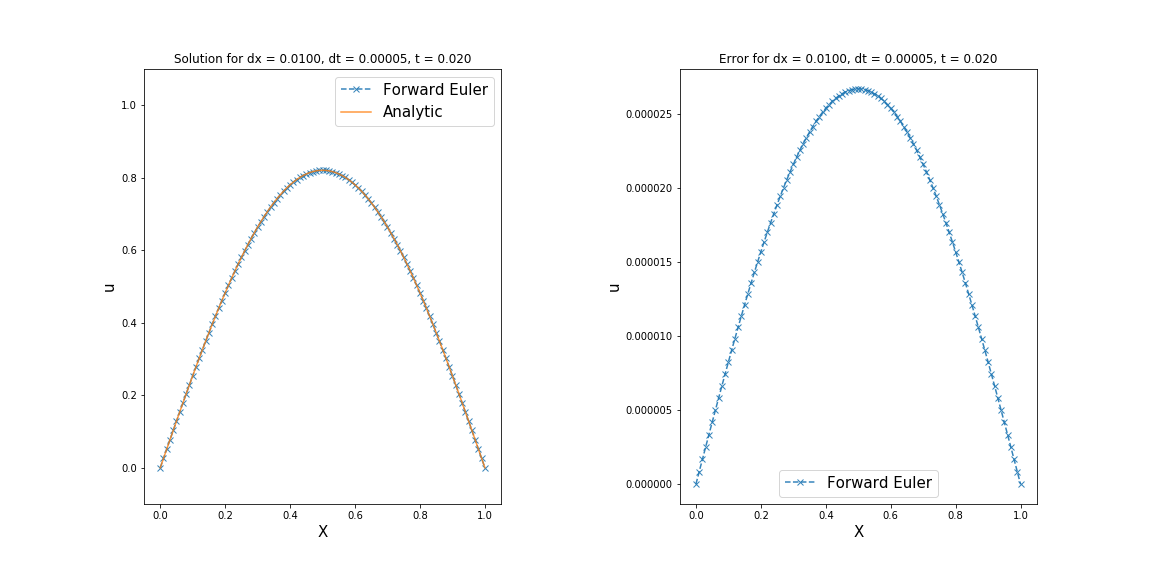 Solution for dx = 0.0100, dt = 0.00005, t = 0.020
Forward Euler
Analytic
1.0
0.8
0.6
0.4
0.2
0.0
u
0.0 0.2 0.4 0.6 0.8 1.0
X
Error for dx = 0.0100, dt = 0.00005, t = 0.020
0.000025
0.000020
0.000015
0.000010
0.000005
0.000000
u
Forward Euler
0.0 0.2 0.4 0.6 0.8 1.0
X